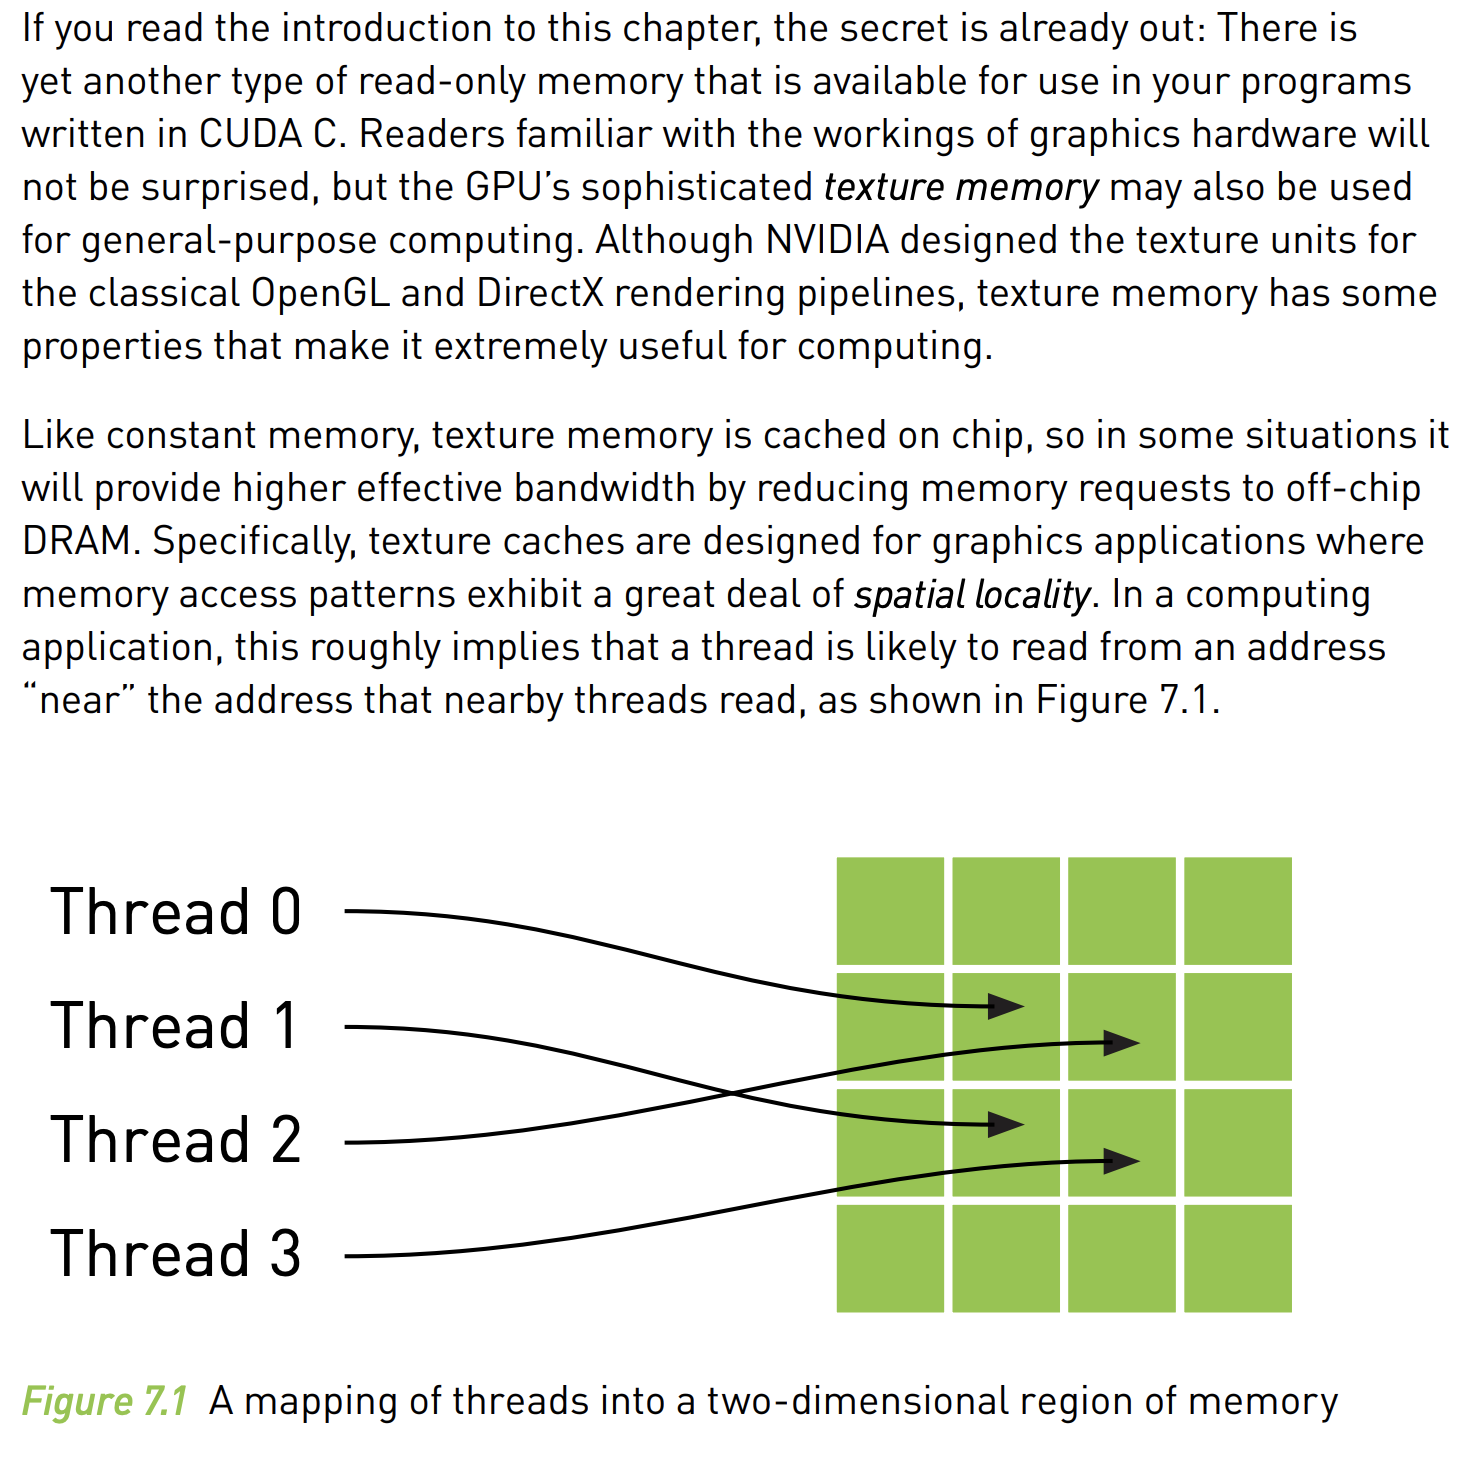 If you read the introduction to this chapter, the secret is already out: There is
yet another type of read-only memory that is available for use in your programs
written in CUDA C. Readers familiar with the workings of graphics hardware will
not be surprised, but the GPU’s sophisticated texture memory may also be used
for general-purpose computing. Although NVIDIA designed the texture units for
the classical OpenGL and DirectX rendering pipelines, texture memory has some
properties that make it extremely useful for computing.
Like constant memory, texture memory is cached on chip, so in some situations it
will provide higher effective bandwidth by reducing memory requests to off-chip
DRAM. Specifically, texture caches are designed for graphics applications where
memory access patterns exhibit a great deal of spatial locality. In a computing
application, this roughly implies that a thread is likely to read from an address
“near” the address that nearby threads read, as shown in Figure 7.1.
Thread 0
Thread 1
Thread 2
Thread 3
Figure 7.1 A mapping of threads into a two-dimensional region of memory